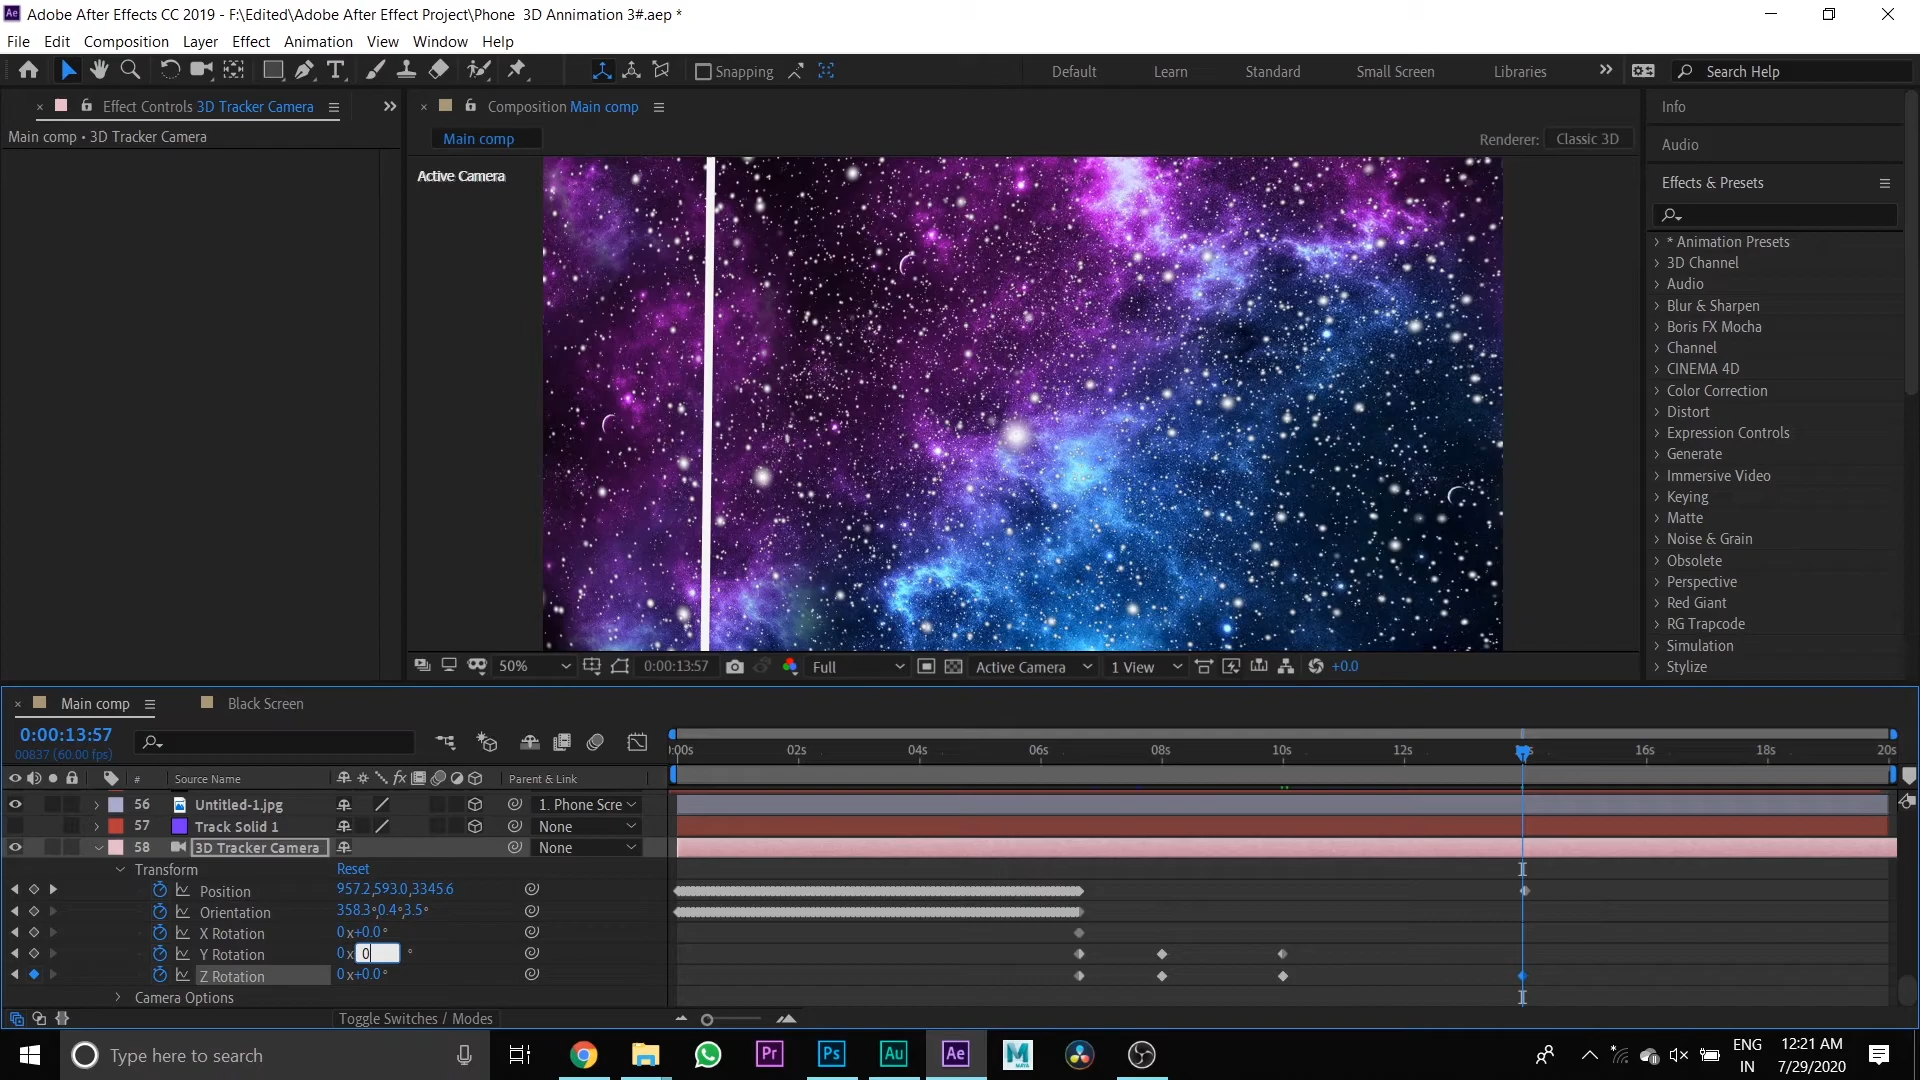 Ae Adobe After Effects CC 2019 - F:\Edited\Adobe After Effect Project\Phone  3D Annimation 3#.aep *
File Edit Composition Layer Effect Animation View Window Help
Snapping Default Learn Standard Small Screen Libraries Search Help
Effect Controls 3D Tracker Camera
Main comp • 3D Tracker Camera
Composition Main comp
Main comp
Renderer: Classic 3D
Active Camera
50% 0:00:13:57 Full Active Camera 1 View +0.0
Info
Audio
Effects & Presets
* Animation Presets
3D Channel
Audio
Blur & Sharpen
Boris FX Mocha
Channel
CINEMA 4D
Color Correction
Distort
Expression Controls
Generate
Immersive Video
Keying
Matte
Noise & Grain
Obsolete
Perspective
Red Giant
RG Trapcode
Simulation
Stylize
Main comp Black Screen
0:00:13:57
00837 (60.00 fps)
):00s 02s 04s 06s 08s 10s 12s 16s 18s 20s
# Source Name fx Parent & Link
56 Untitled-1.jpg 1. Phone Scre
57 Track Solid 1 None
58 3D Tracker Camera None
Transform Reset
Position 957.2,593.0,3345.6
Orientation 358.3°,0.4°,3.5°
X Rotation 0x+0.0°
Y Rotation 0x 0 °
Z Rotation 0x+0.0°
Camera Options
Toggle Switches / Modes
Type here to search Pr Ps Au Ae M MAYA ENG 12:21 AM
IN 7/29/2020